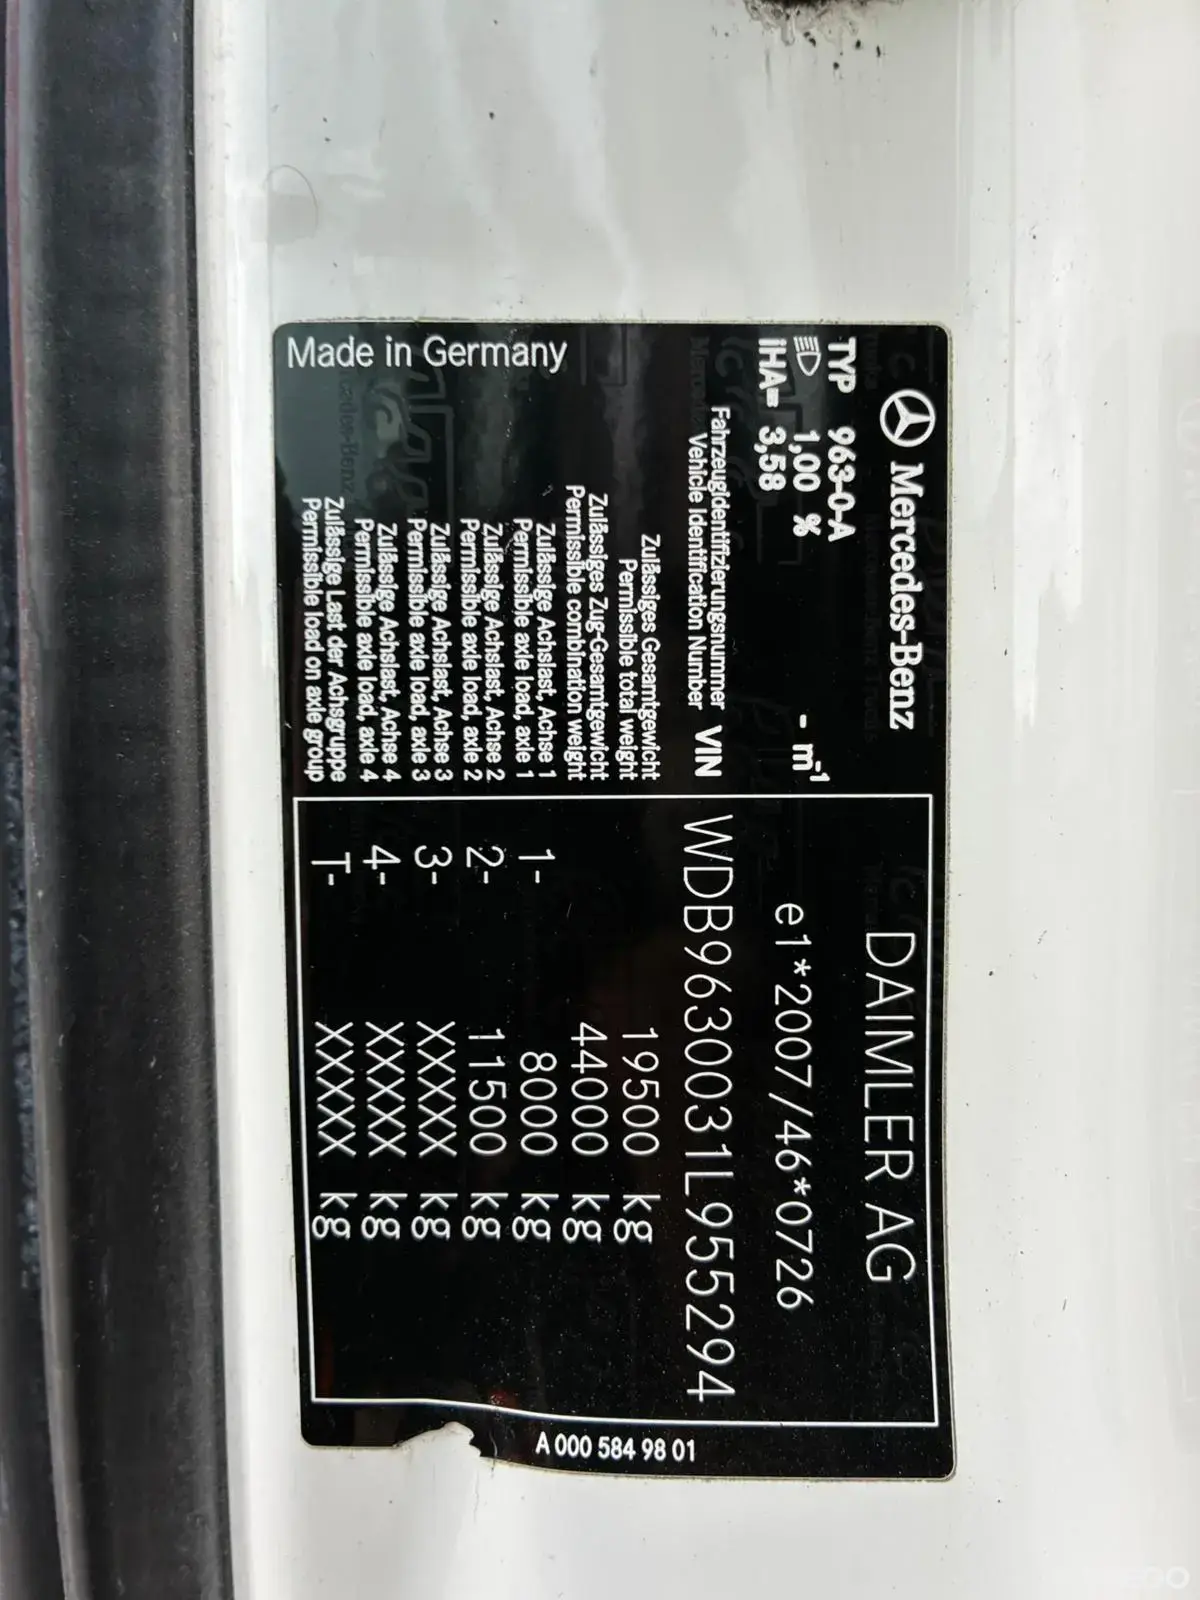 Mercedes-Benz
TYP 963-0-A
1,00 % - m⁻¹
iHA= 3,58
DAIMLER AG
e1*2007/46*0726
Fahrzeugidentifizierungsnummer
Vehicle Identification Number VIN WDB9630031L955294
Zulässiges Gesamtgewicht
Permissible total weight 19500 kg
Zulässiges Zug-Gesamtgewicht
Permissible combination weight 44000 kg
Zulässige Achslast, Achse 1
Permissible axle load, axle 1 1- 8000 kg
Zulässige Achslast, Achse 2
Permissible axle load, axle 2 2- 11500 kg
Zulässige Achslast, Achse 3
Permissible axle load, axle 3 3- XXXXX kg
Zulässige Achslast, Achse 4
Permissible axle load, axle 4 4- XXXXX kg
Zulässige Last der Achsgruppe
Permissible load on axle group T- XXXXX kg
Made in Germany
A 000 584 98 01